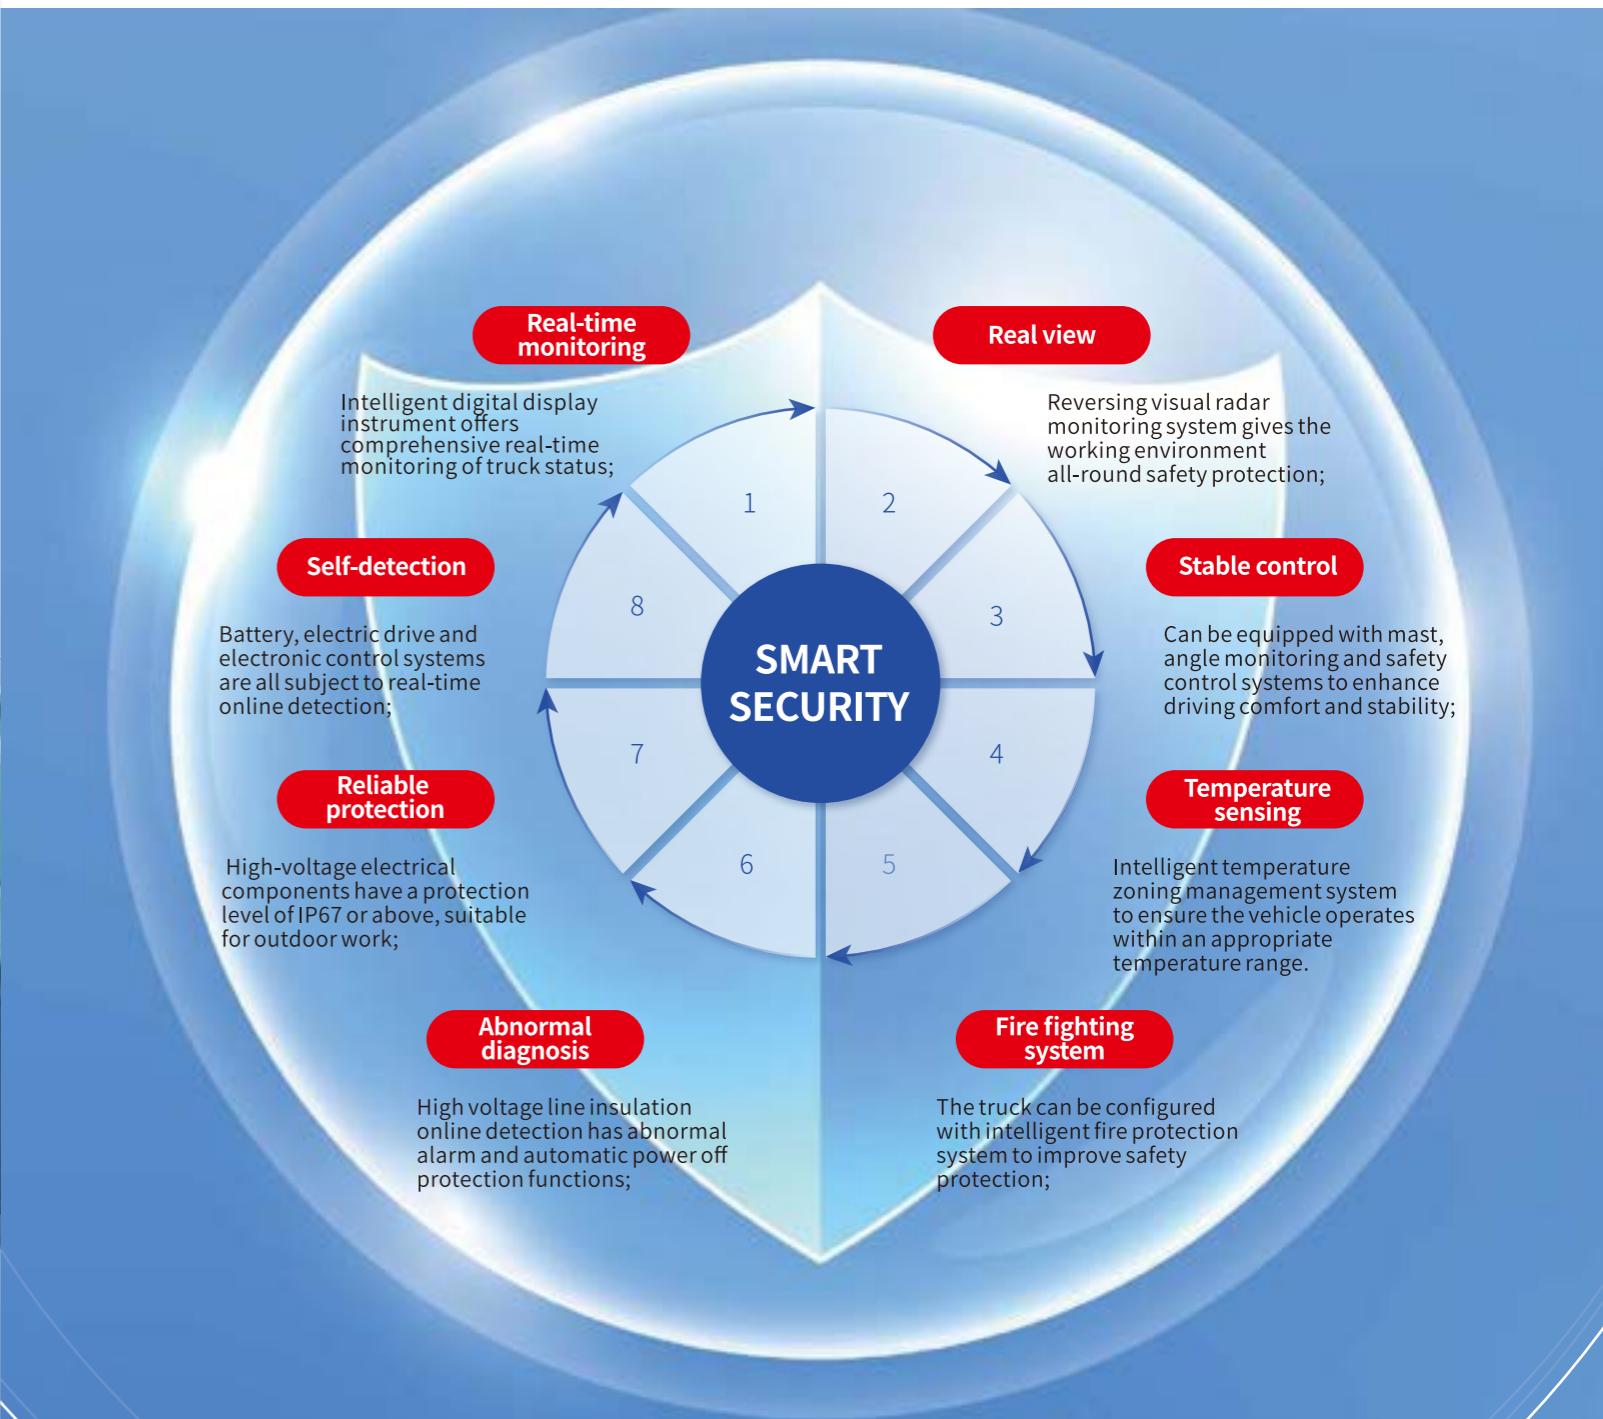 Real-time
monitoring
Intelligent digital display
instrument offers
comprehensive real-time
monitoring of truck status;
Real view
Reversing visual radar
monitoring system gives the
working environment
all-round safety protection;
Self-detection
Battery, electric drive and
electronic control systems
are all subject to real-time
online detection;
Stable control
Can be equipped with mast,
angle monitoring and safety
control systems to enhance
driving comfort and stability;
1
2
3
4
5
6
7
8
SMART
SECURITY
Reliable
protection
High-voltage electrical
components have a protection
level of IP67 or above, suitable
for outdoor work;
Temperature
sensing
Intelligent temperature
zoning management system
to ensure the vehicle operates
within an appropriate
temperature range.
Abnormal
diagnosis
High voltage line insulation
online detection has abnormal
alarm and automatic power off
protection functions;
Fire fighting
system
The truck can be configured
with intelligent fire protection
system to improve safety
protection;